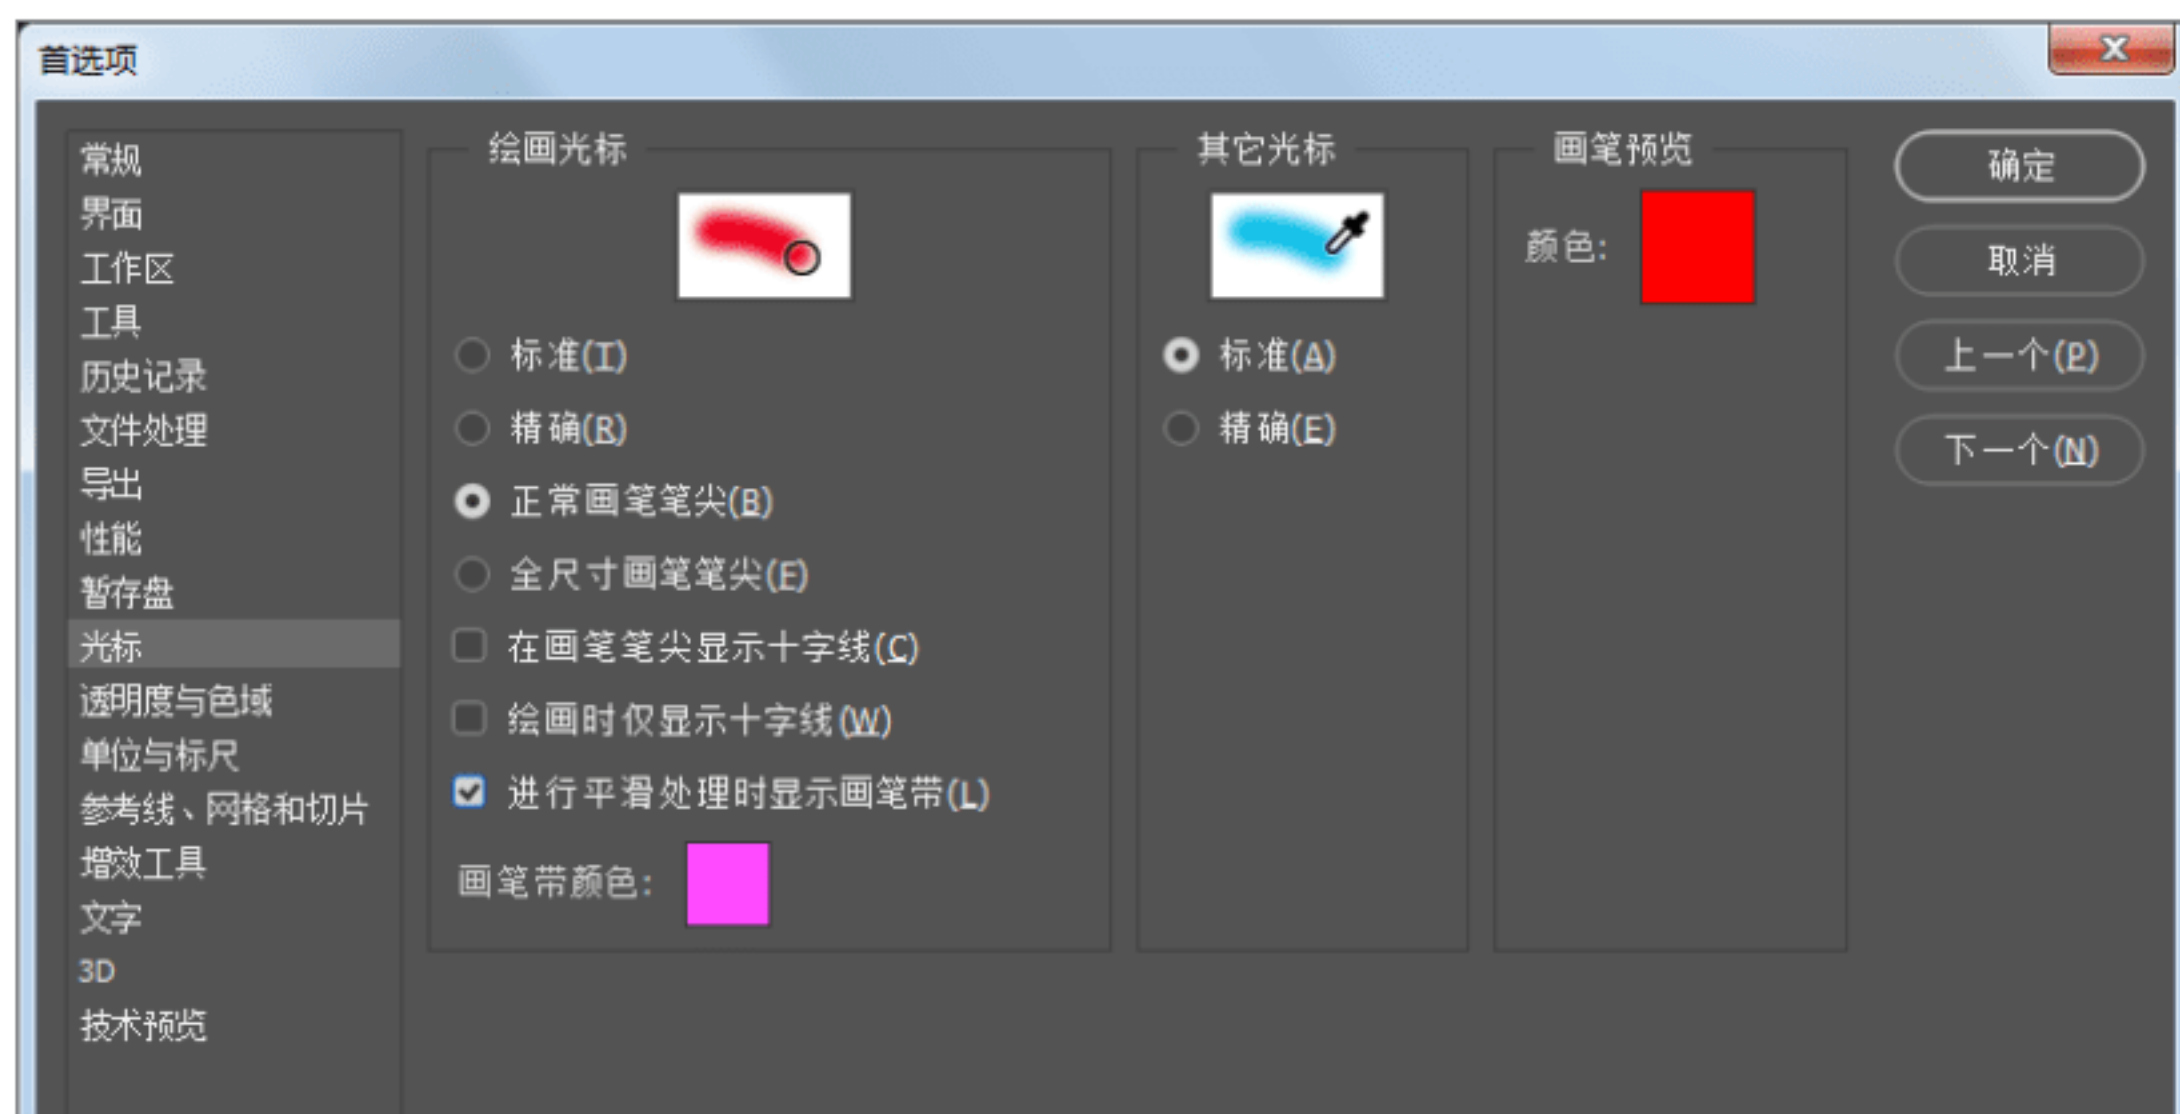 首选项
常规
界面
工作区
工具
历史记录
文件处理
导出
性能
暂存盘
光标
透明度与色域
单位与标尺
参考线、网格和切片
增效工具
文字
3D
技术预览
绘画光标
标准(T)
精确(R)
正常画笔笔尖(B)
全尺寸画笔笔尖(F)
在画笔笔尖显示十字线(C)
绘画时仅显示十字线(W)
进行平滑处理时显示画笔带(L)
画笔带颜色:
其它光标
标准(A)
精确(E)
画笔预览
颜色:
确定
取消
上一个(P)
下一个(N)